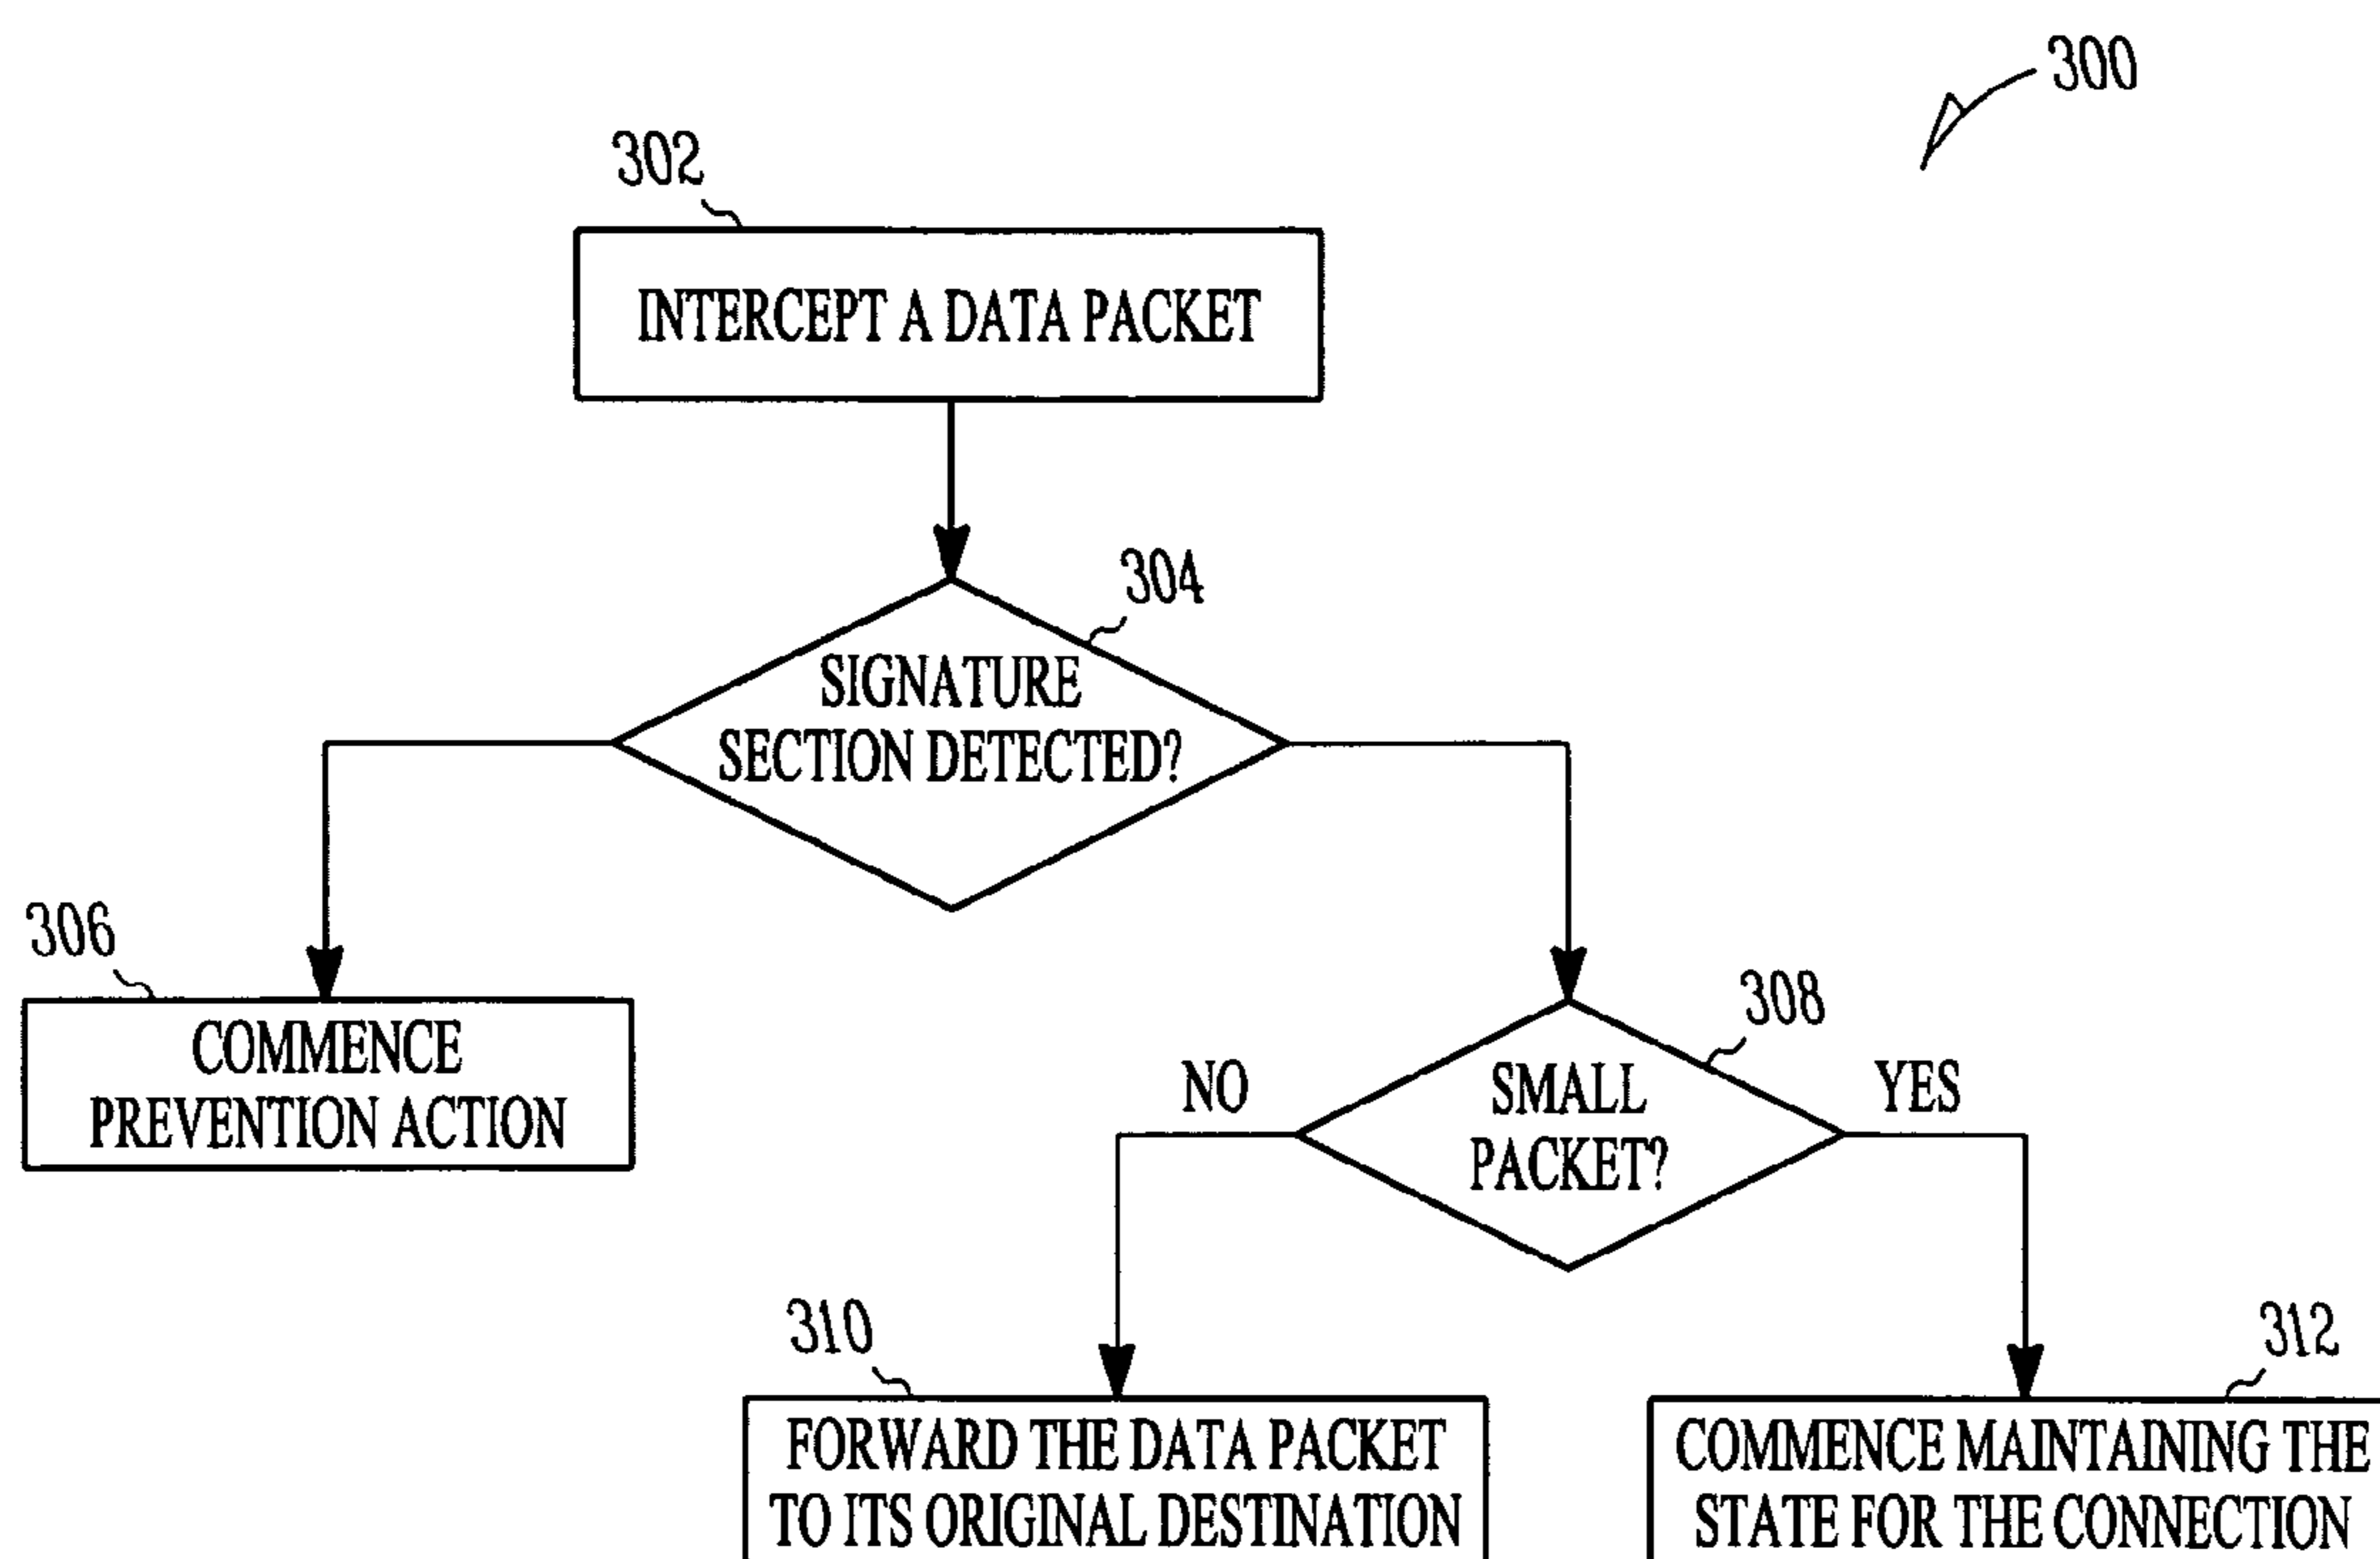 300
302
INTERCEPT A DATA PACKET
304
SIGNATURE
SECTION DETECTED?
306
COMMENCE
PREVENTION ACTION
308
NO
SMALL
PACKET?
YES
310
FORWARD THE DATA PACKET
TO ITS ORIGINAL DESTINATION
312
COMMENCE MAINTAINING THE
STATE FOR THE CONNECTION